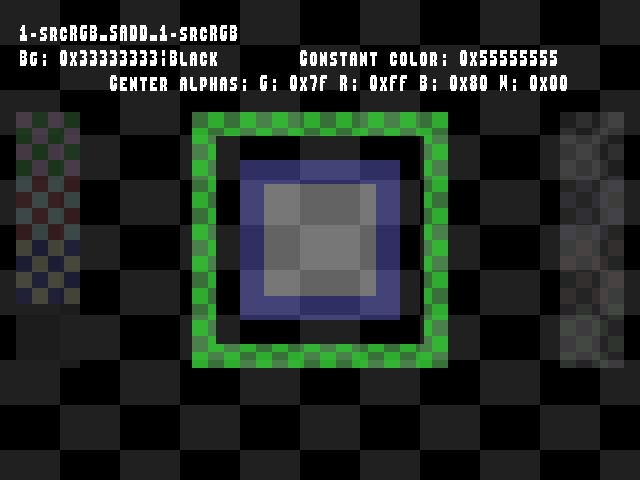 1-srcRGB_SADD_1-srcRGB
Bg: 0x33333333¦Black Constant color: 0x55555555
Center alphas: G: 0x7F R: 0xFF B: 0x80 W: 0x00